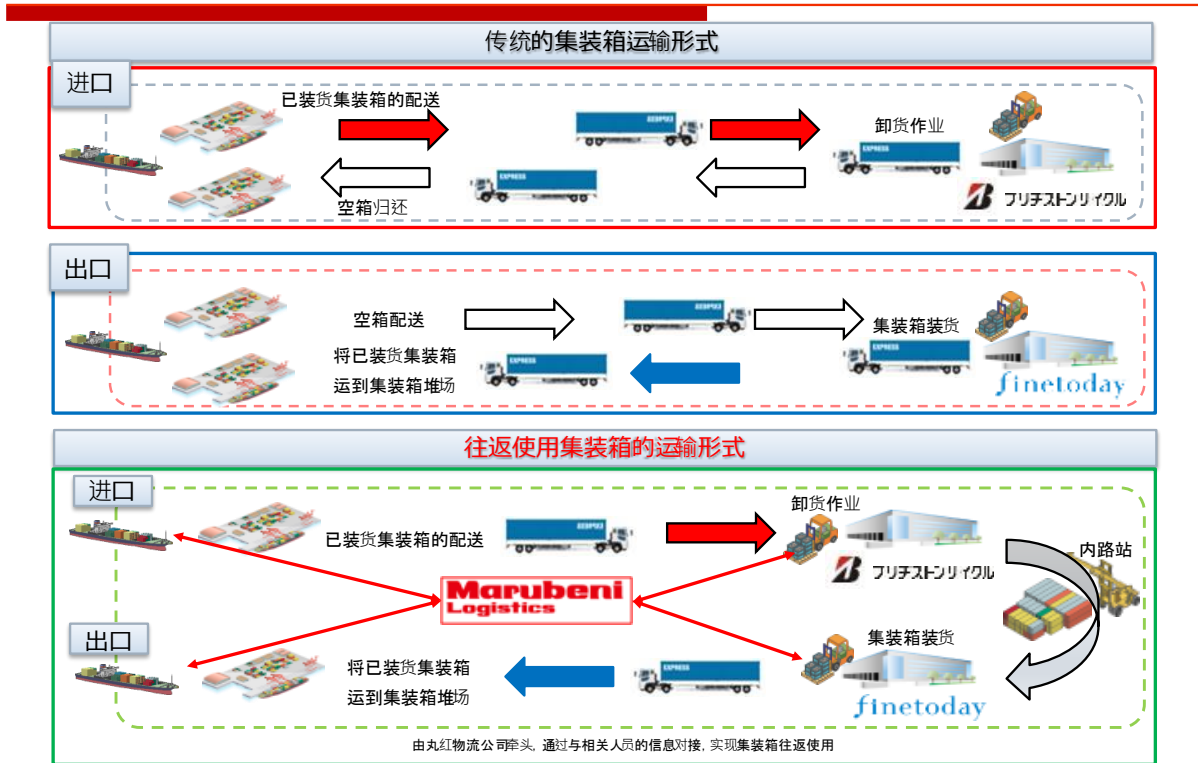 传统的集装箱运输形式
进口
已装货集装箱的配送
卸货作业
EXPRESS
EXPRESS
空箱归还
ブリヂストンリサイクル
出口
空箱配送
集装箱装货
将已装货集装箱
运到集装箱堆场
EXPRESS
EXPRESS
finetoday
往返使用集装箱的运输形式
进口
卸货作业
已装货集装箱的配送
内路站
ブリヂストンリサイクル
Marubeni
Logistics
出口
集装箱装货
将已装货集装箱
运到集装箱堆场
EXPRESS
finetoday
由丸红物流公司牵头, 通过与相关人员的信息对接, 实现集装箱往返使用